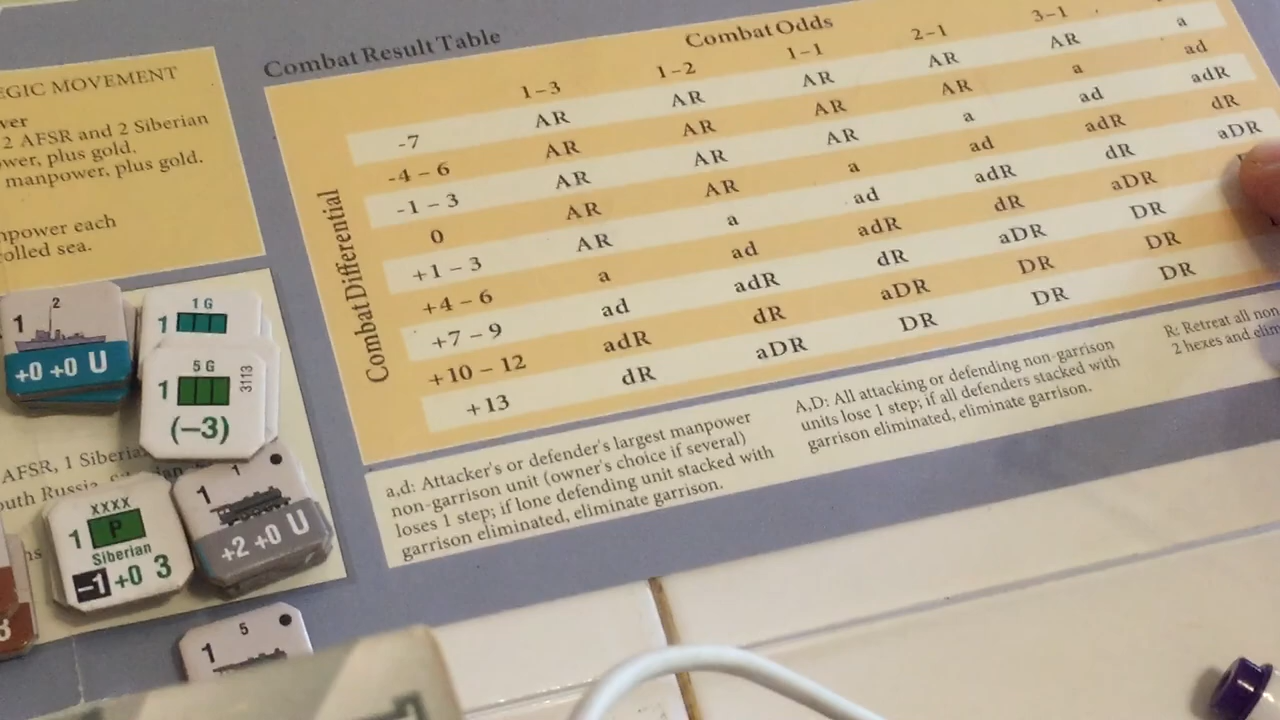 EGIC MOVEMENT
ver
2 AFSR and 2 Siberian
ower, plus gold.
manpower, plus gold.
npower each
rolled sea.
Combat Result Table
Combat Odds
1–3 1–2 1–1 2–1 3–1
Combat Differential
-7 AR AR AR AR AR a
-4 – 6 AR AR AR AR a ad
-1 – 3 AR AR AR a ad adR
0 AR AR a ad adR dR
+1 – 3 AR a ad adR dR aDR
+4 – 6 a ad adR dR aDR
+7 – 9 ad adR dR aDR DR
+10 – 12 adR dR aDR DR DR
+13 dR aDR DR DR DR
a,d: Attacker's or defender's largest manpower
non-garrison unit (owner's choice if several)
loses 1 step; if lone defending unit stacked with
garrison eliminated, eliminate garrison.
A,D: All attacking or defending non-garrison
units lose 1 step; if all defenders stacked with
garrison eliminated, eliminate garrison.
R: Retreat all non
2 hexes and elim
2
1
+0 +0 U
1 G
1
5 G
1
3113
(–3)
AFSR, 1 Siberia
outh Russia,
XXXX
1 P
Siberian
–1 +0 3
1
1
+2 +0 U
5
1